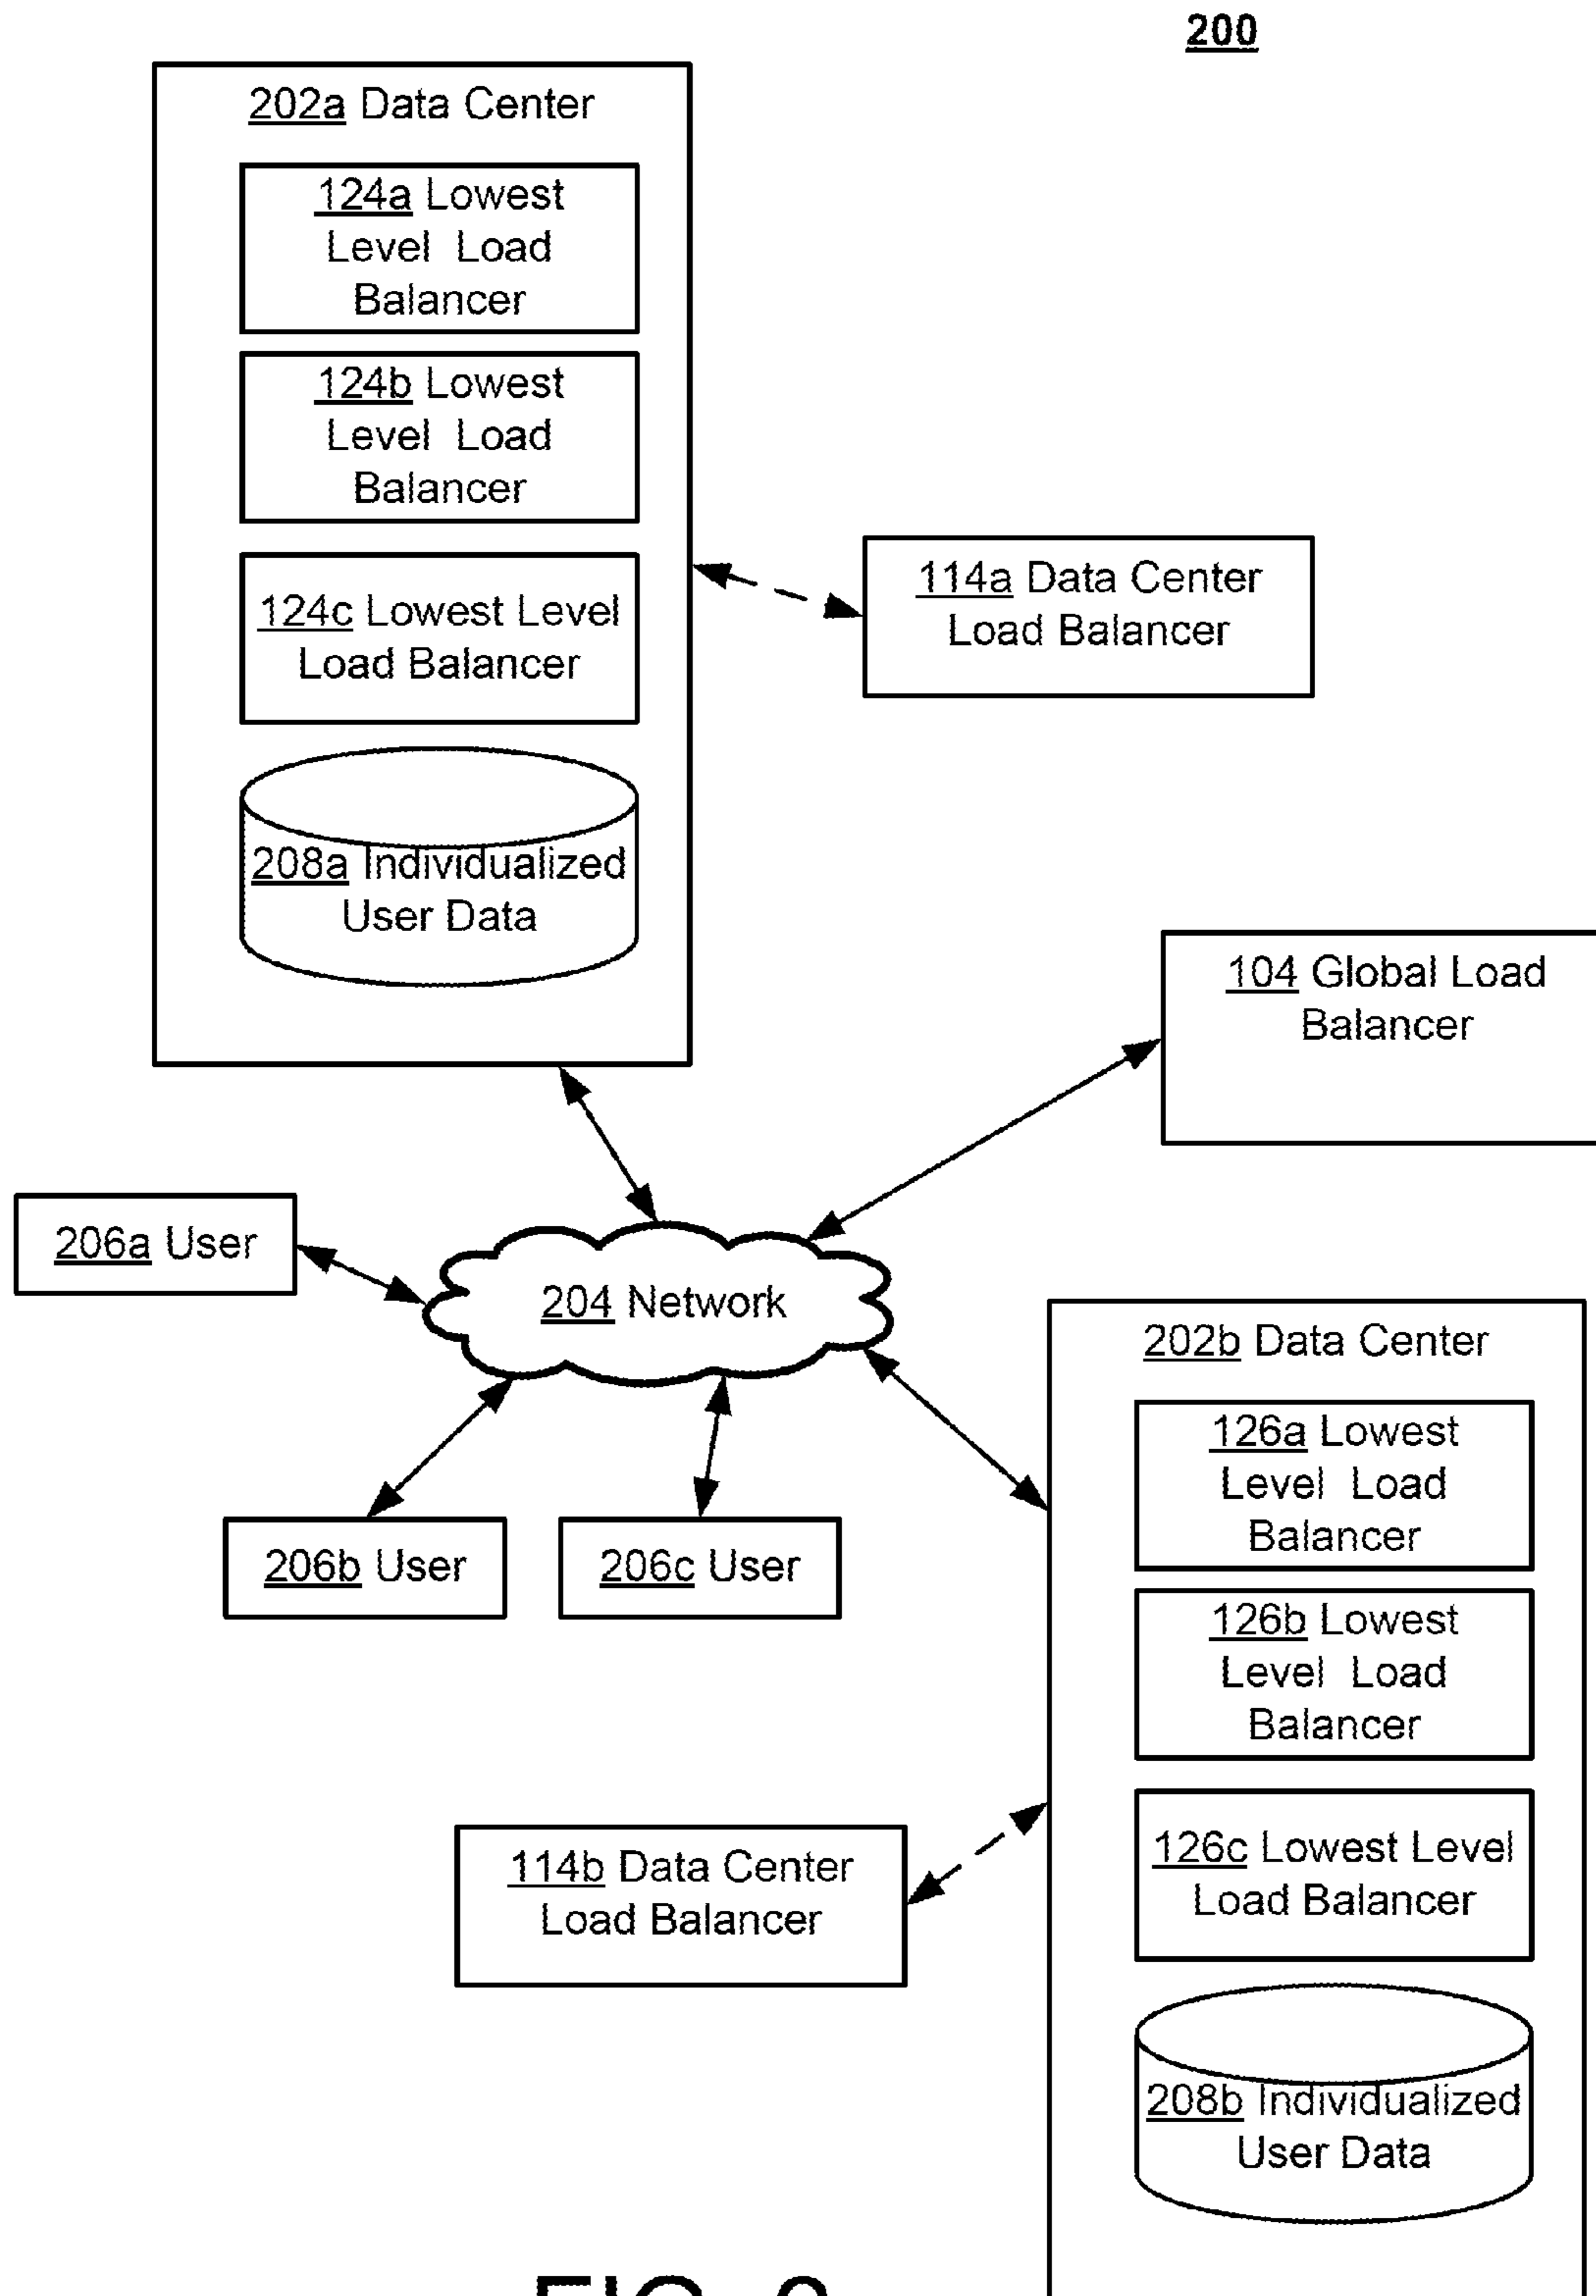 200
202a Data Center
124a Lowest
Level Load
Balancer
124b Lowest
Level Load
Balancer
124c Lowest Level
Load Balancer
208a Individualized
User Data
114a Data Center
Load Balancer
104 Global Load
Balancer
206a User
204 Network
206b User
206c User
202b Data Center
126a Lowest
Level Load
Balancer
126b Lowest
Level Load
Balancer
126c Lowest Level
Load Balancer
208b Individualized
User Data
114b Data Center
Load Balancer
FIG.